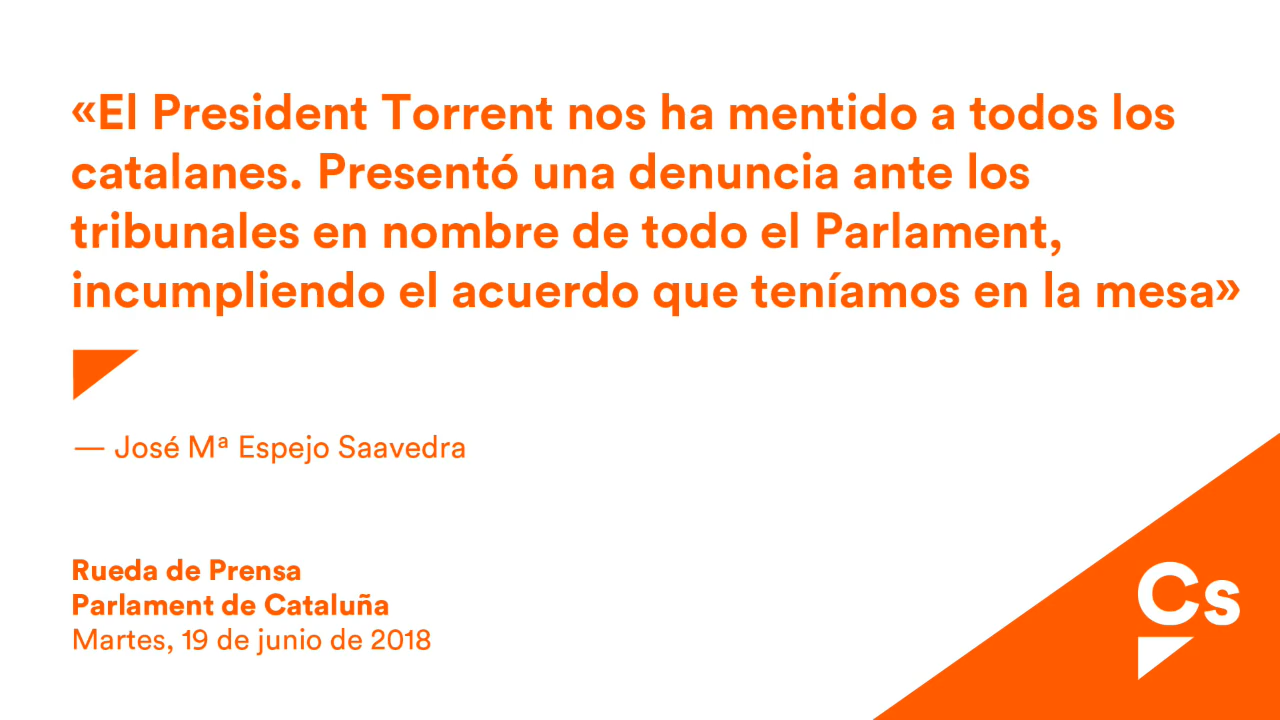 «El President Torrent nos ha mentido a todos los
catalanes. Presentó una denuncia ante los
tribunales en nombre de todo el Parlament,
incumpliendo el acuerdo que teníamos en la mesa»
— José Mª Espejo Saavedra
Rueda de Prensa
Parlament de Cataluña
Martes, 19 de junio de 2018
Cs